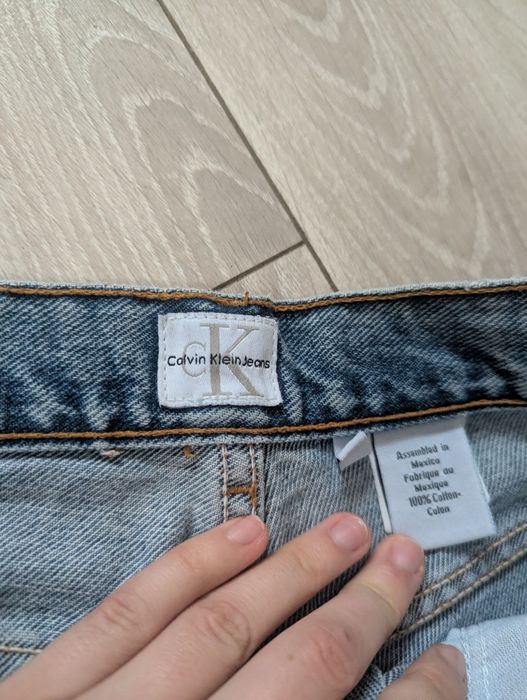 CK
Calvin Klein Jeans
Assembled in
Mexico
Fabrique au
Mexique
100% Cotton-
Coton